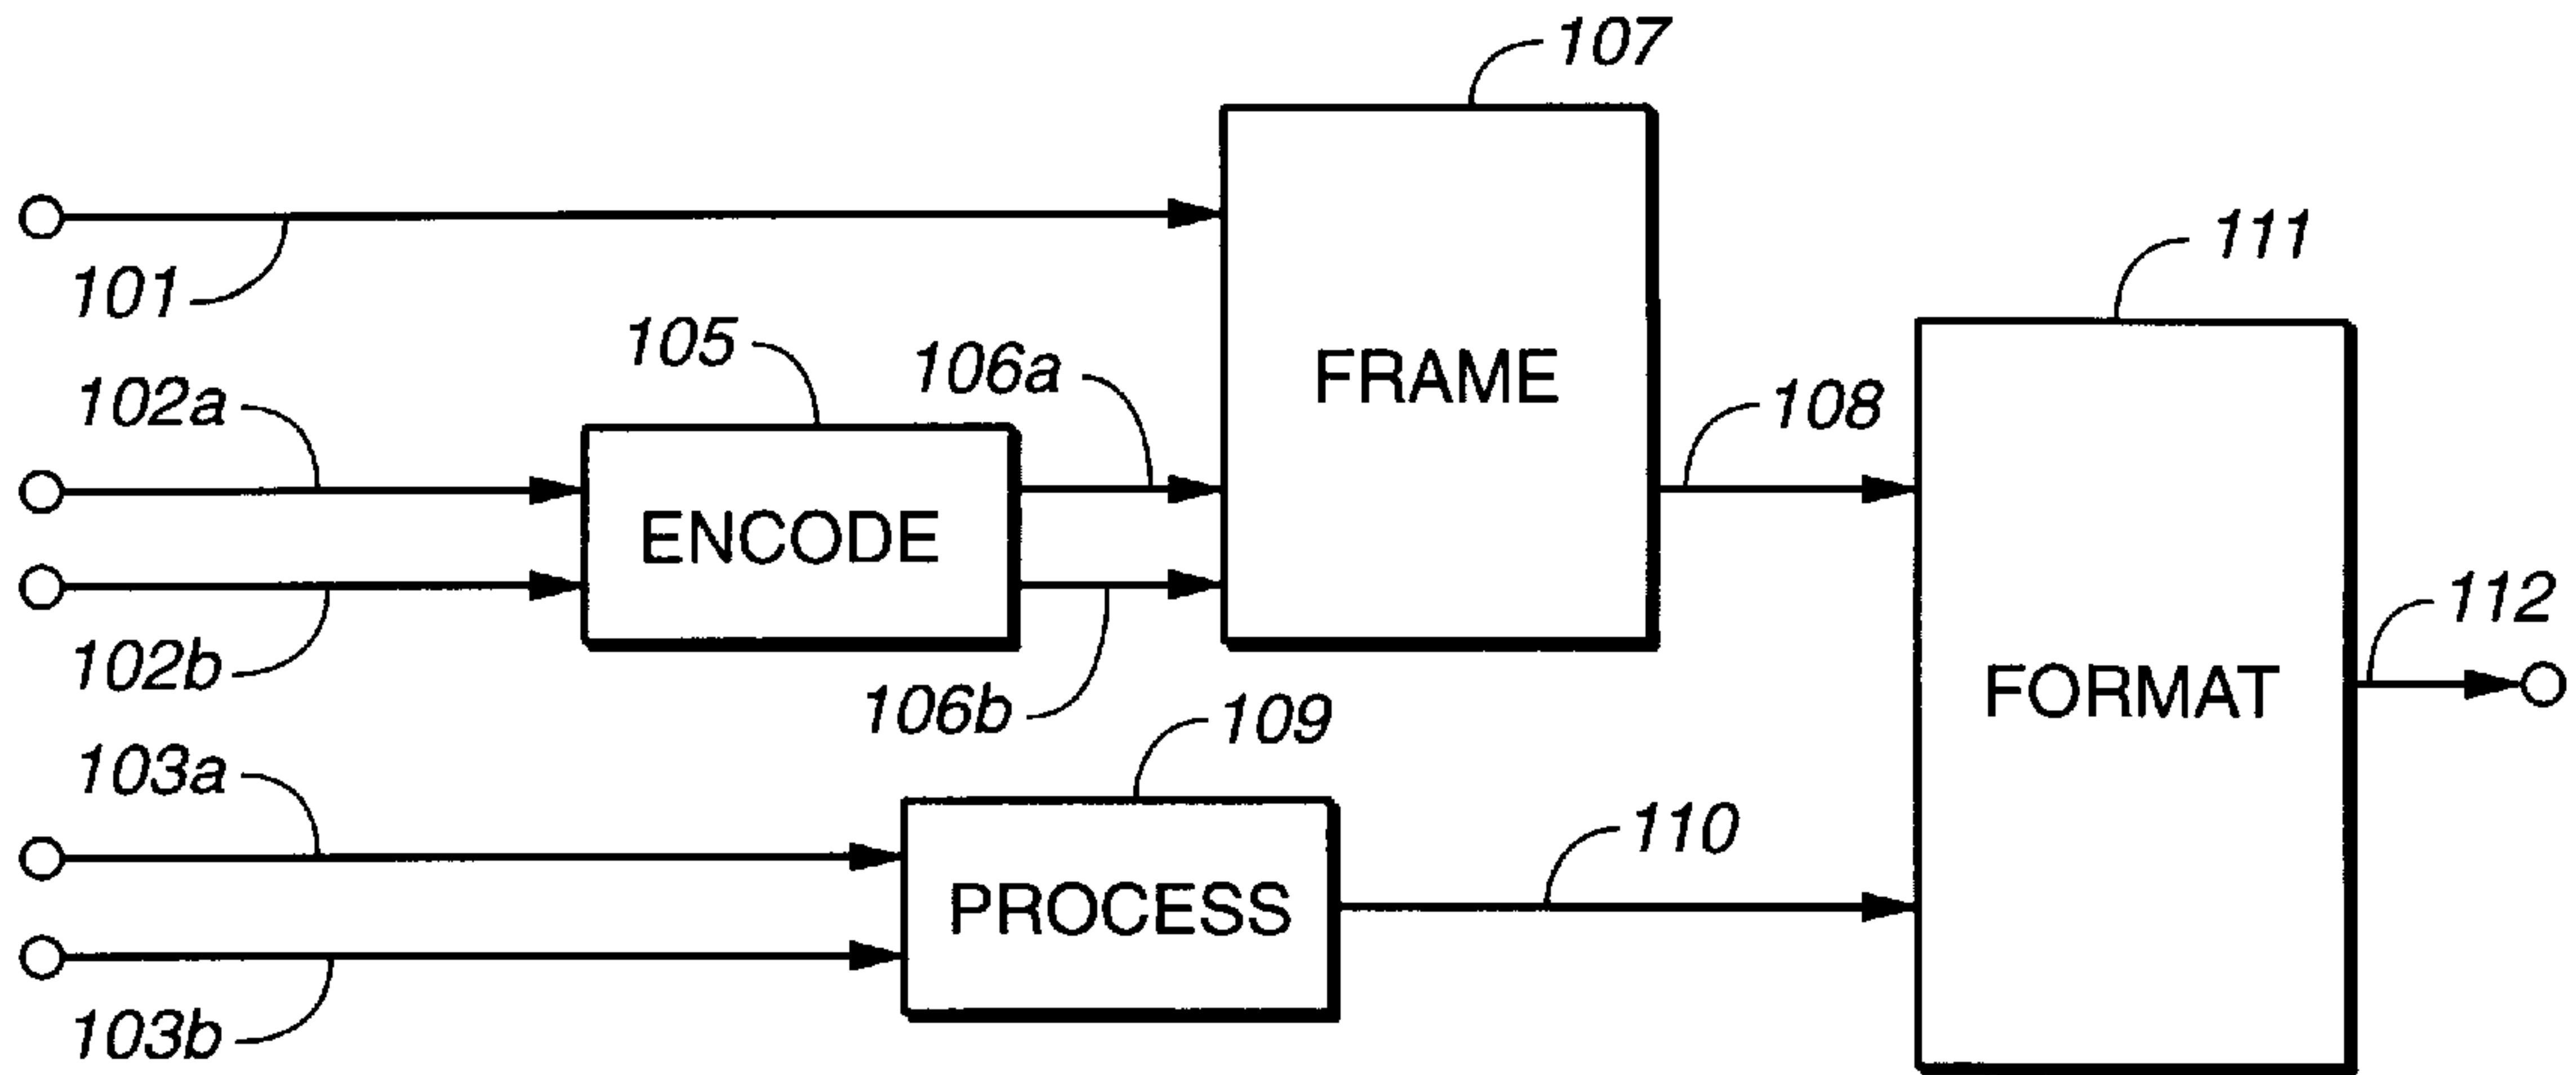 107
101
111
105
106a
FRAME
102a
108
ENCODE
112
102b
106b
109
FORMAT
103a
110
PROCESS
103b